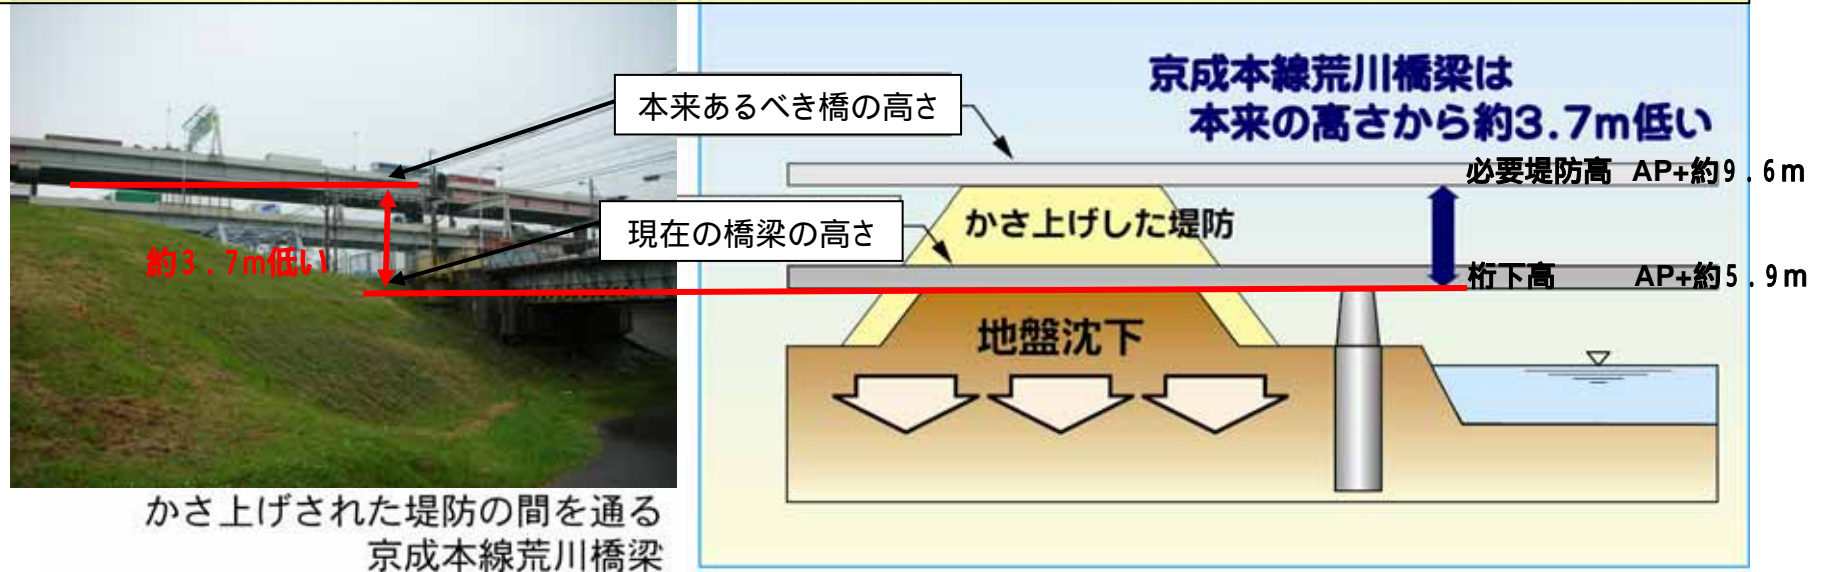 本来あるべき橋の高さ
現在の橋梁の高さ
約3.7m低い
かさ上げされた堤防の間を通る
京成本線荒川橋梁
京成本線荒川橋梁は
本来の高さから約3.7m低い
必要堤防高 AP+約9.6m
かさ上げした堤防
桁下高 AP+約5.9m
地盤沈下